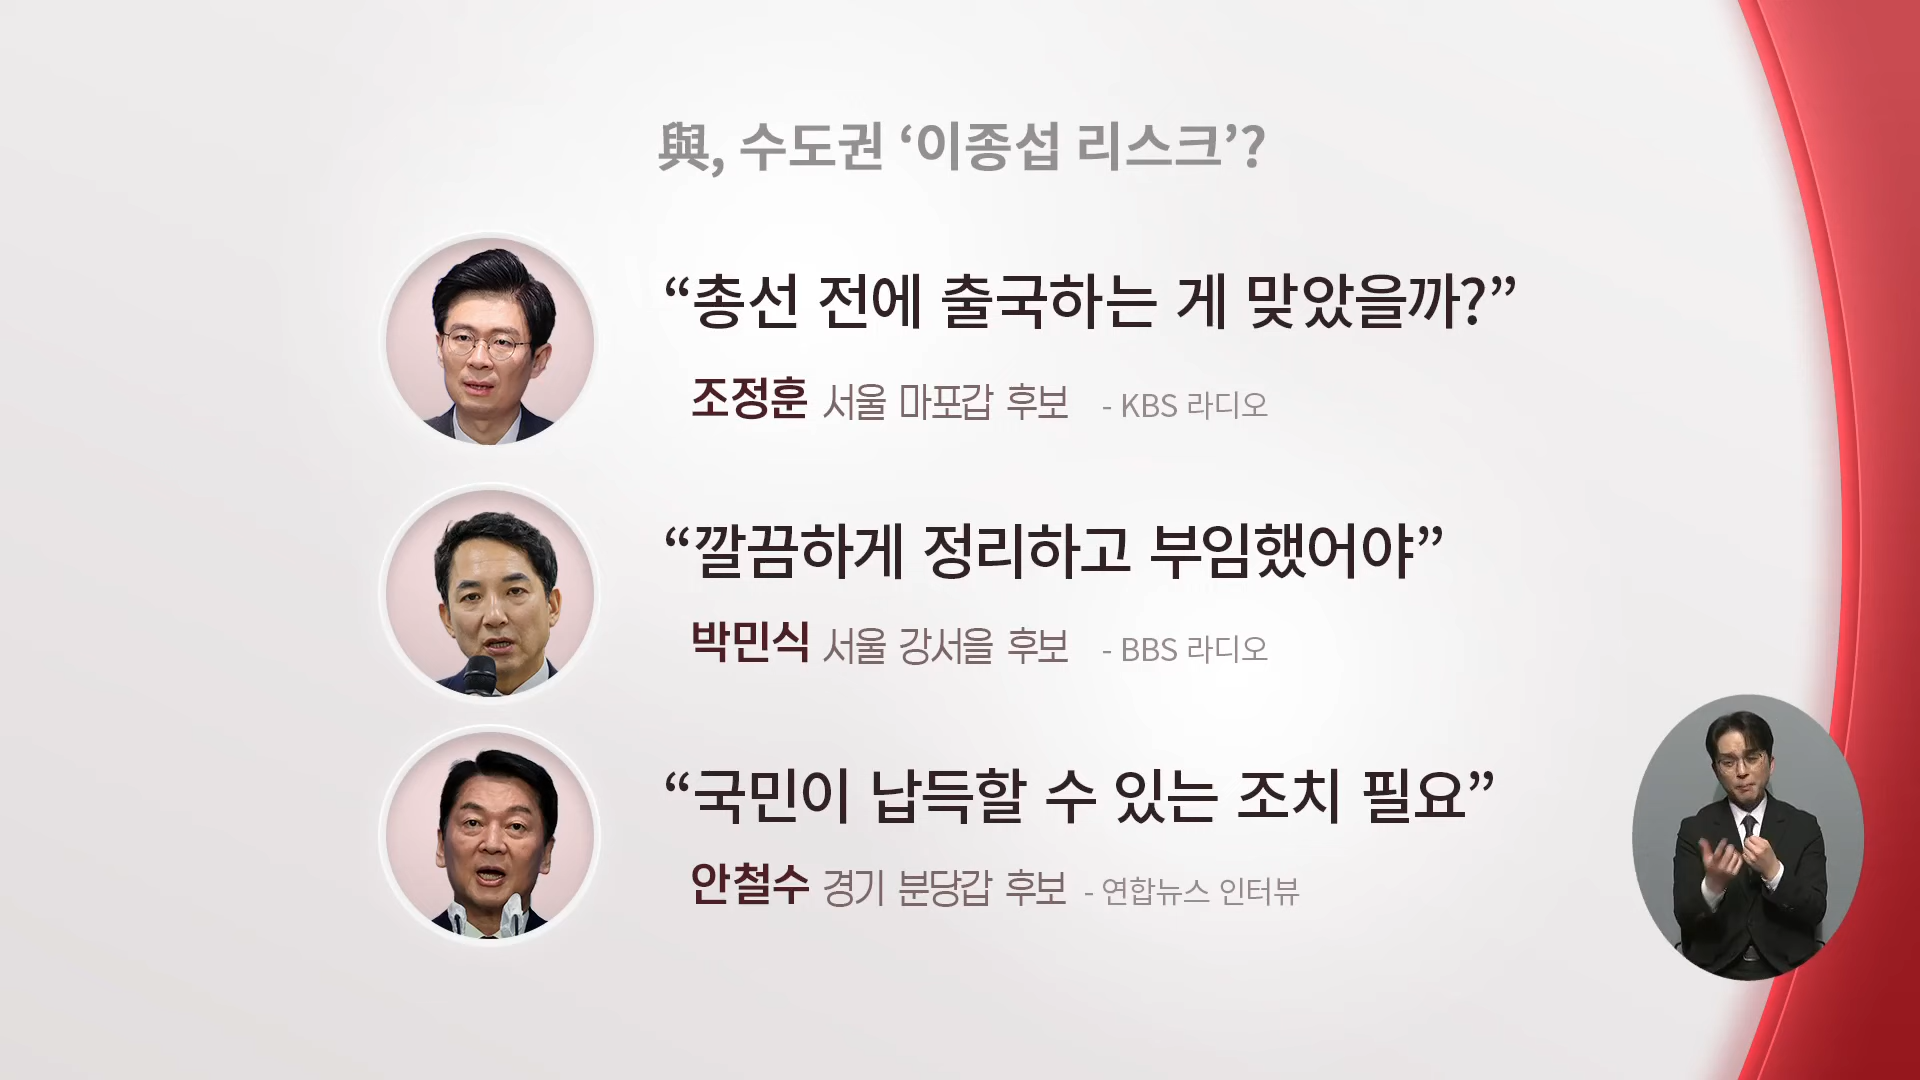 與, 수도권 ‘이종섭 리스크’?
“총선 전에 출국하는 게 맞았을까?”
조정훈 서울 마포갑 후보 - KBS 라디오
“깔끔하게 정리하고 부임했어야”
박민식 서울 강서을 후보 - BBS 라디오
“국민이 납득할 수 있는 조치 필요”
안철수 경기 분당갑 후보 - 연합뉴스 인터뷰